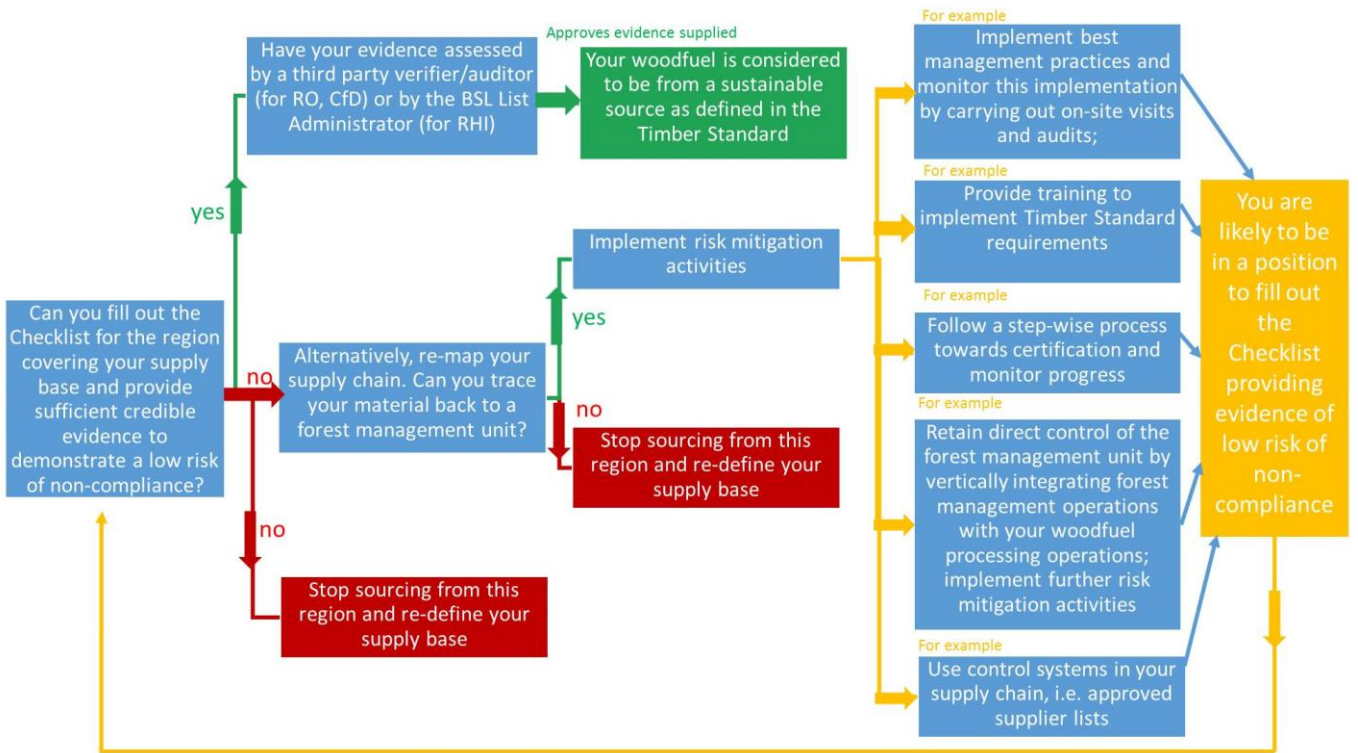 Can you fill out the
Checklist for the region
covering your supply
base and provide
sufficient credible
evidence to
demonstrate a low risk
of non-compliance?
yes
Have your evidence assessed
by a third party verifier/auditor
(for RO, CfD) or by the BSL List
Administrator (for RHI)
Approves evidence supplied
Your woodfuel is considered
to be from a sustainable
source as defined in the
Timber Standard
no
Alternatively, re-map your
supply chain. Can you trace
your material back to a
forest management unit?
no
Stop sourcing from this
region and re-define your
supply base
yes
Implement risk mitigation
activities
no
Stop sourcing from this
region and re-define your
supply base
For example
Implement best
management practices and
monitor this implementation
by carrying out on-site visits
and audits;
For example
Provide training to
implement Timber Standard
requirements
For example
Follow a step-wise process
towards certification and
monitor progress
For example
Retain direct control of the
forest management unit by
vertically integrating forest
management operations
with your woodfuel
processing operations;
implement further risk
mitigation activities
For example
Use control systems in your
supply chain, i.e. approved
supplier lists
You are
likely to be
in a position
to fill out
the
Checklist
providing
evidence of
low risk of
non-
compliance